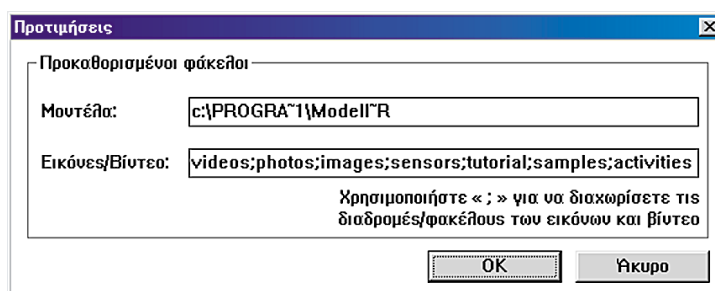 Προτιμήσεις
Προκαθορισμένοι φάκελοι
Μοντέλα: c:\PROGRA~1\Modell~R
Εικόνες/Βίντεο: videos;photos;images;sensors;tutorial;samples;activities
Χρησιμοποιήστε « ; » για να διαχωρίσετε τις
διαδρομές/φακέλους των εικόνων και βίντεο
OK Άκυρο